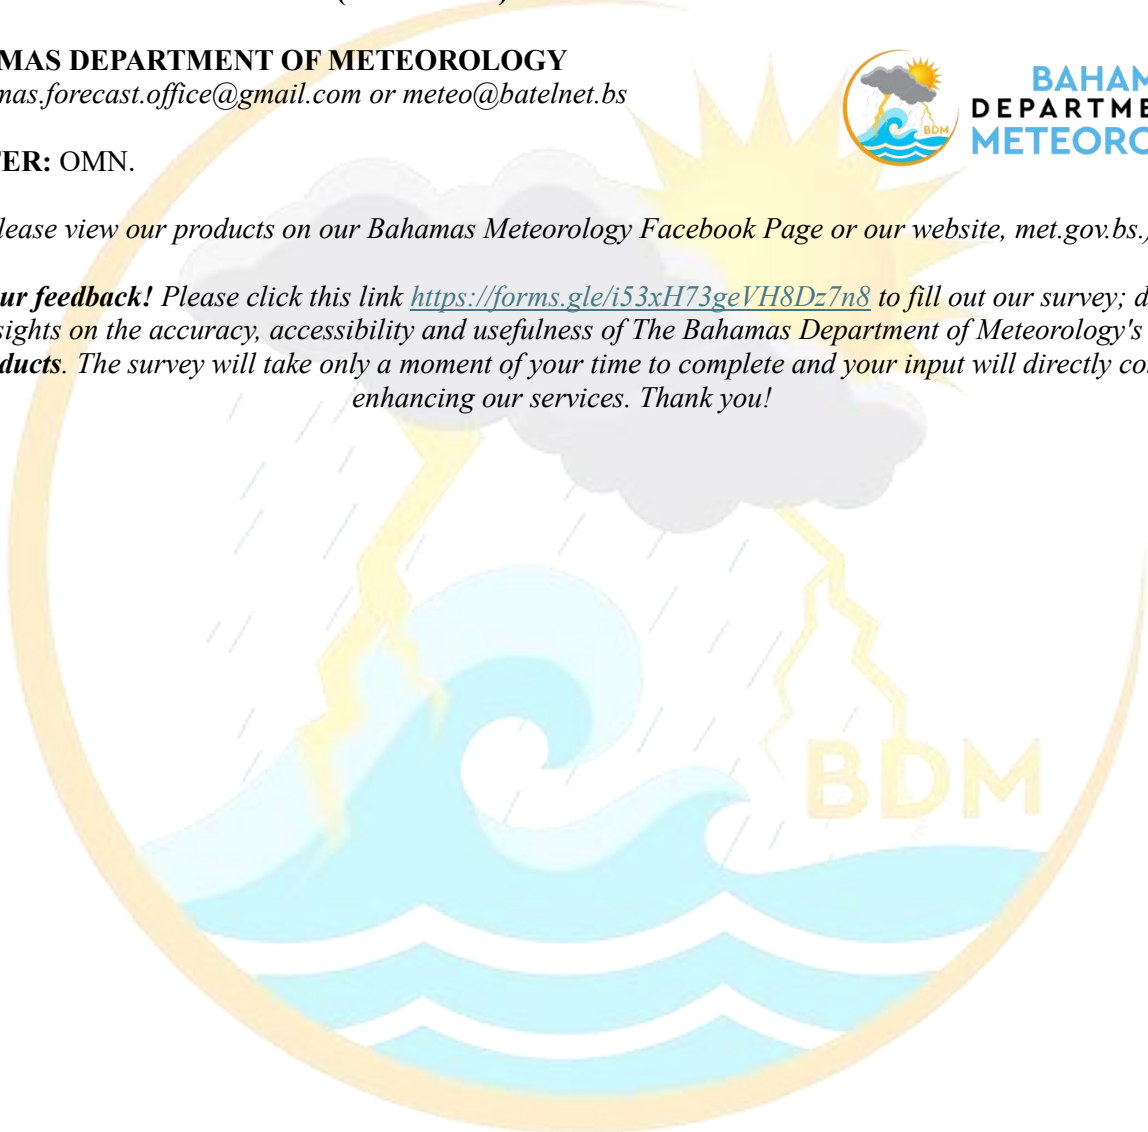 MAS DEPARTMENT OF METEOROLOGY
mas.forecast.office@gmail.com or meteo@batelnet.bs
BAHAM
DEPARTME
METEORO
BDM
TER: OMN.
lease view our products on our Bahamas Meteorology Facebook Page or our website, met.gov.bs.)
ur feedback! Please click this link https://forms.gle/i53xH73geVH8Dz7n8 to fill out our survey; d
sights on the accuracy, accessibility and usefulness of The Bahamas Department of Meteorology's
ducts. The survey will take only a moment of your time to complete and your input will directly co
enhancing our services. Thank you!
BDM